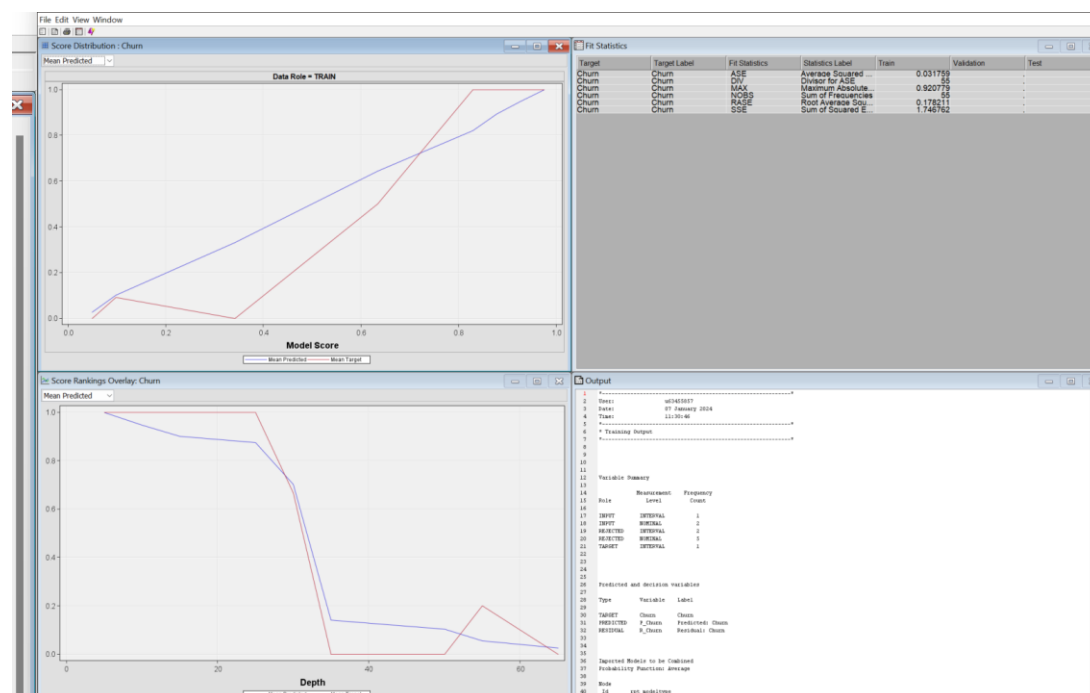 File Edit View Window
Score Distribution : Churn
Mean Predicted
Data Role = TRAIN
1.0
0.8
0.6
0.4
0.2
0.0
0.0 0.2 0.4 0.6 0.8 1.0
Model Score
Mean Predicted Mean Target
Fit Statistics
Target Target Label Fit Statistics Statistics Label Train Validation Test
Churn Churn ASE Average Squared ... 0.031759 . .
Churn Churn DIV Divisor for ASE 55 . .
Churn Churn MAX Maximum Absolute... 0.920779 . .
Churn Churn NOBS Sum of Frequencies 55 . .
Churn Churn RASE Root Average Squ... 0.178211 . .
Churn Churn SSE Sum of Squared E... 1.746762 . .
Score Rankings Overlay: Churn
Mean Predicted
1.0
0.8
0.6
0.4
0.2
0.0
0 20 40 60
Depth
Output
1 *------------------------------------------------------------*
2 User:
3 Date: 07 January 2024
4 Time: 11:30:46
5 *------------------------------------------------------------*
6 * Training Output
7 *------------------------------------------------------------*
8
9
10
11
12 Variable Summary
13
14 Measurement Frequency
15 Role Level Count
16
17 INPUT INTERVAL 1
18 INPUT NOMINAL 2
19 REJECTED INTERVAL 2
20 REJECTED NOMINAL 3
21 TARGET INTERVAL 1
22
23
24
25
26 Predicted and decision variables
27
28 Type Variable Label
29
30 TARGET Churn Churn
31 PREDICTED P_Churn Predicted: Churn
32 RESIDUAL R_Churn Residual: Churn
33
34
35
36 Imported Models to be Combined
37 Probability Function: Average
38
39 Node
40 Id